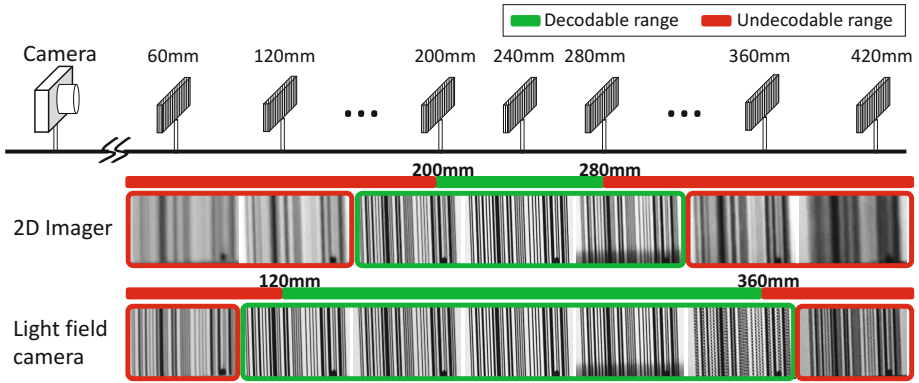 Decodable range Undecodable range
Camera
60mm 120mm 200mm 240mm 280mm 360mm 420mm
... ...
200mm 280mm
2D Imager
120mm 360mm
Light field
camera